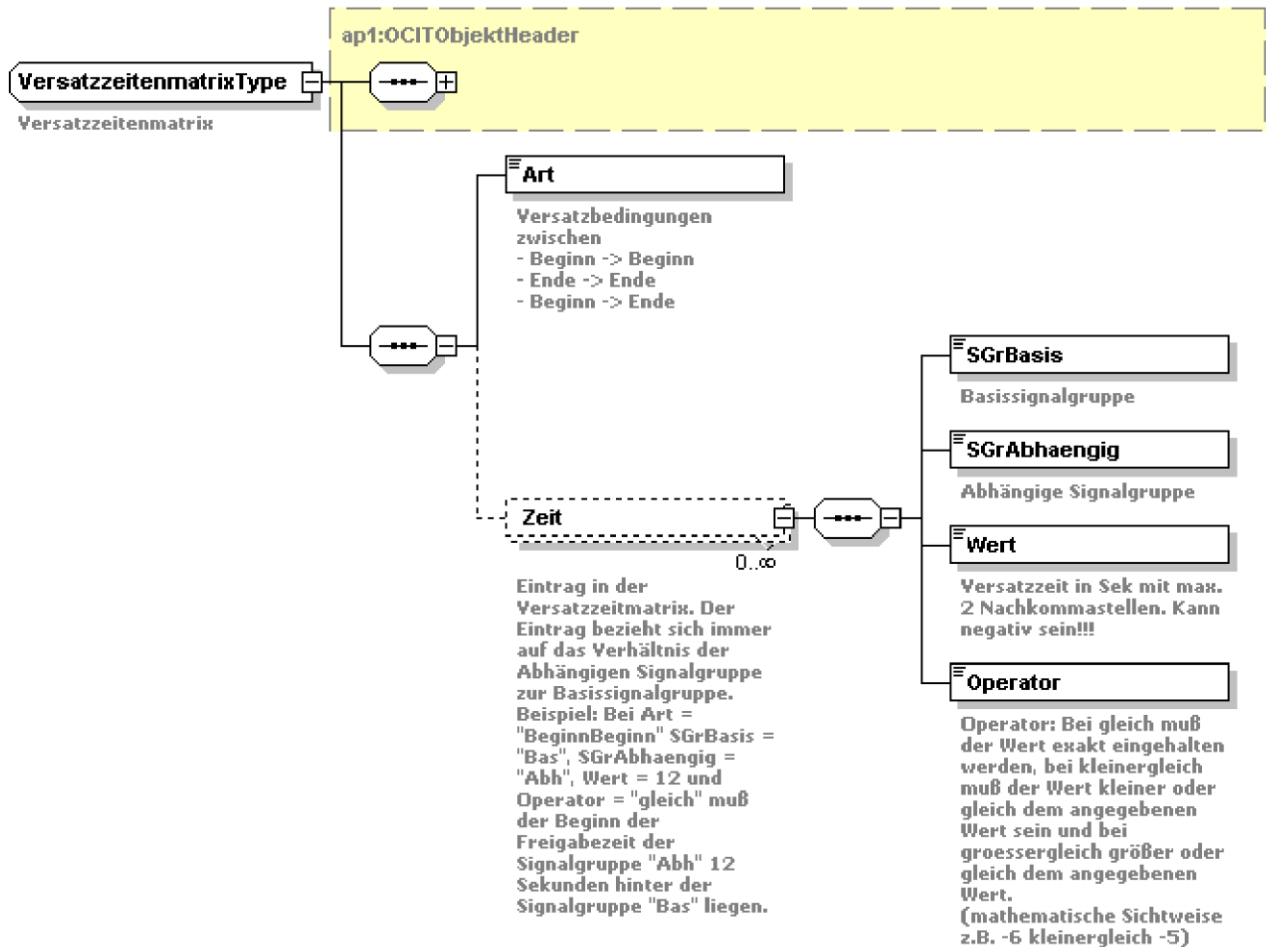 ap1:OCITObjektHeader
VersatzzeitenmatrixType
Versatzzeitenmatrix
Art
Versatzbedingungen
zwischen
- Beginn -> Beginn
- Ende -> Ende
- Beginn -> Ende
Zeit
0..∞
Eintrag in der
Versatzzeitmatrix. Der
Eintrag bezieht sich immer
auf das Verhältnis der
Abhängigen Signalgruppe
zur Basissignalgruppe.
Beispiel: Bei Art =
"BeginnBeginn" SGrBasis =
"Bas", SGrAbhaengig =
"Abh", Wert = 12 und
Operator = "gleich" muß
der Beginn der
Freigabezeit der
Signalgruppe "Abh" 12
Sekunden hinter der
Signalgruppe "Bas" liegen.
SGrBasis
Basissignalgruppe
SGrAbhaengig
Abhängige Signalgruppe
Wert
Versatzzeit in Sek mit max.
2 Nachkommastellen. Kann
negativ sein!!!
Operator
Operator: Bei gleich muß
der Wert exakt eingehalten
werden, bei kleinergleich
muß der Wert kleiner oder
gleich dem angegebenen
Wert sein und bei
groessergleich größer oder
gleich dem angegebenen
Wert.
(mathematische Sichtweise
z.B. -6 kleinergleich -5)